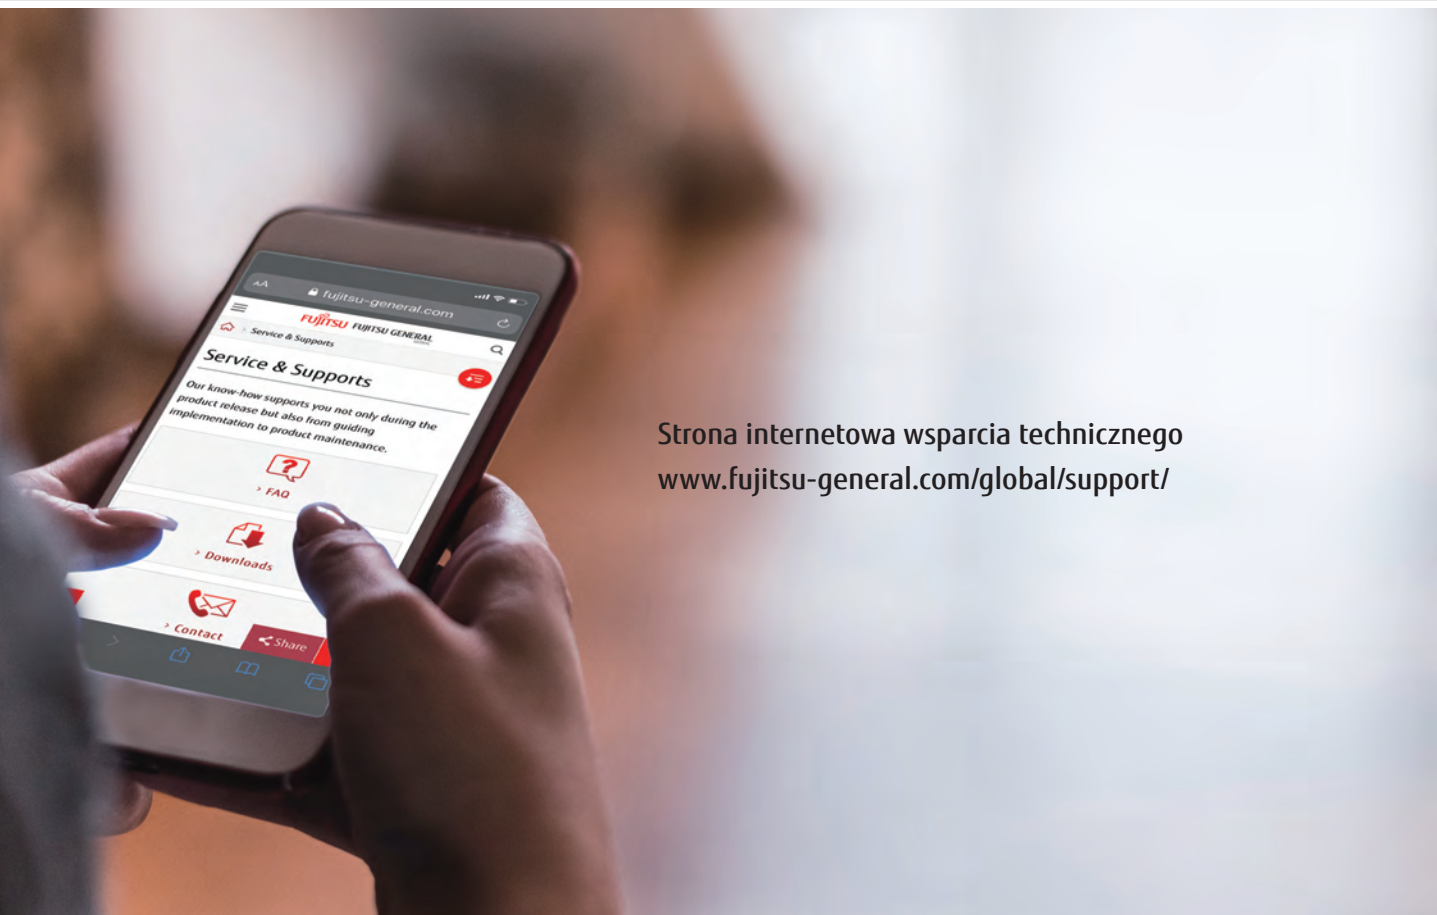 AA fujitsu-general.com
FUJITSU FUJITSU GENERAL
> Service & Supports
Service & Supports
Our know-how supports you not only during the
product release but also from guiding
implementation to product maintenance.
> FAQ
> Downloads
> Contact
Share
Strona internetowa wsparcia technicznego
www.fujitsu-general.com/global/support/